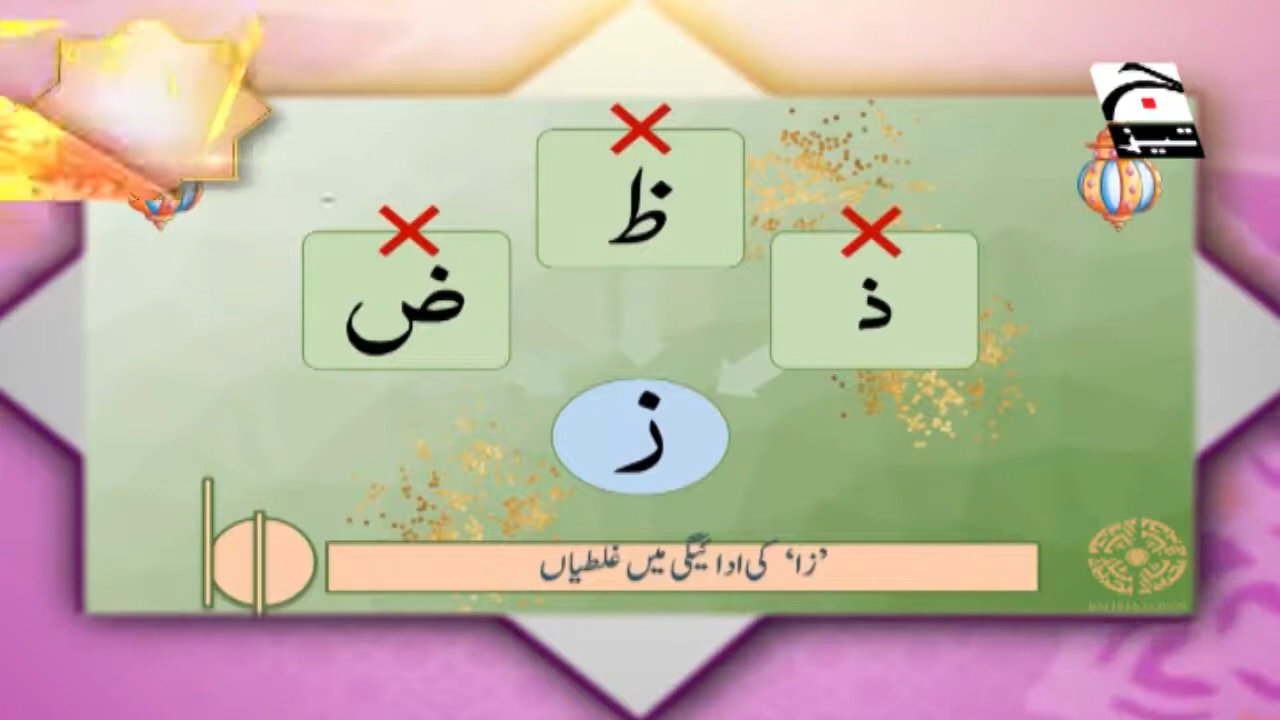 ظ
ذ
ض
ز
’زا‘ کی ادائیگی میں غلطیاں